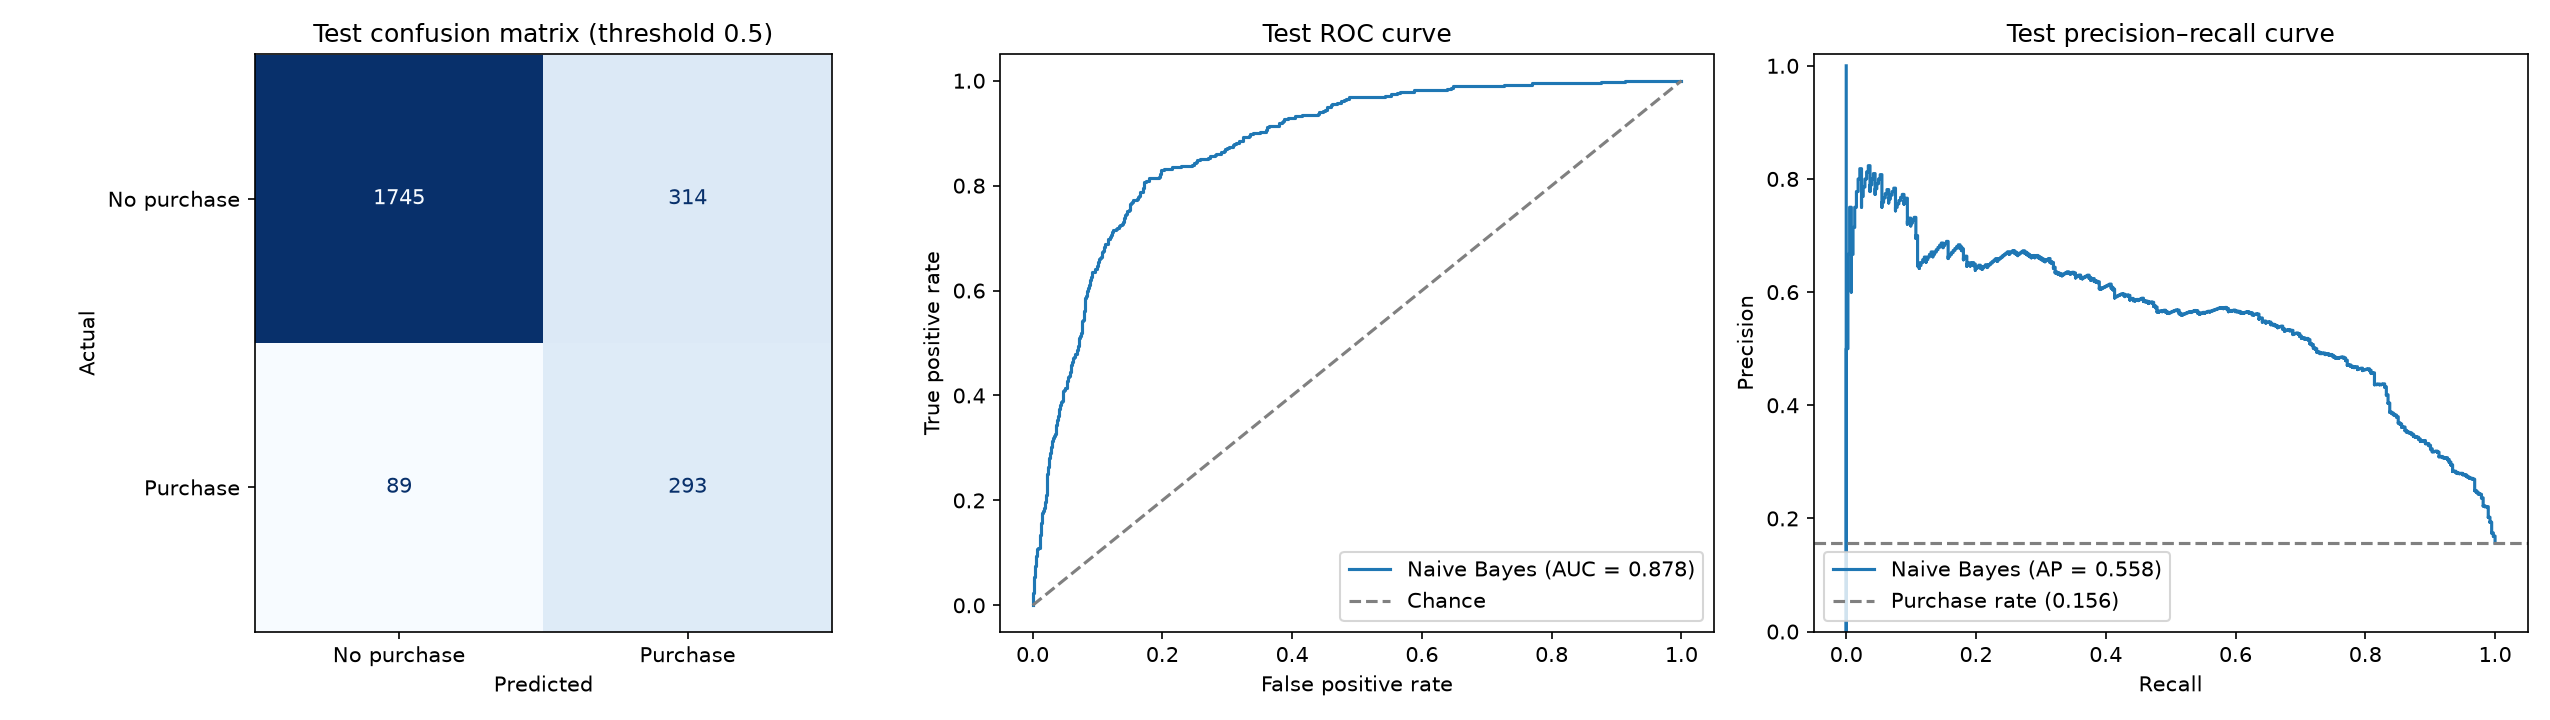 Test confusion matrix (threshold 0.5)
Actual
No purchase
Purchase
1745
314
89
293
No purchase
Purchase
Predicted
Test ROC curve
True positive rate
1.0
0.8
0.6
0.4
0.2
0.0
Naive Bayes (AUC = 0.878)
Chance
0.0
0.2
0.4
0.6
0.8
1.0
False positive rate
Test precision–recall curve
Precision
1.0
0.8
0.6
0.4
0.2
0.0
Naive Bayes (AP = 0.558)
Purchase rate (0.156)
0.0
0.2
0.4
0.6
0.8
1.0
Recall